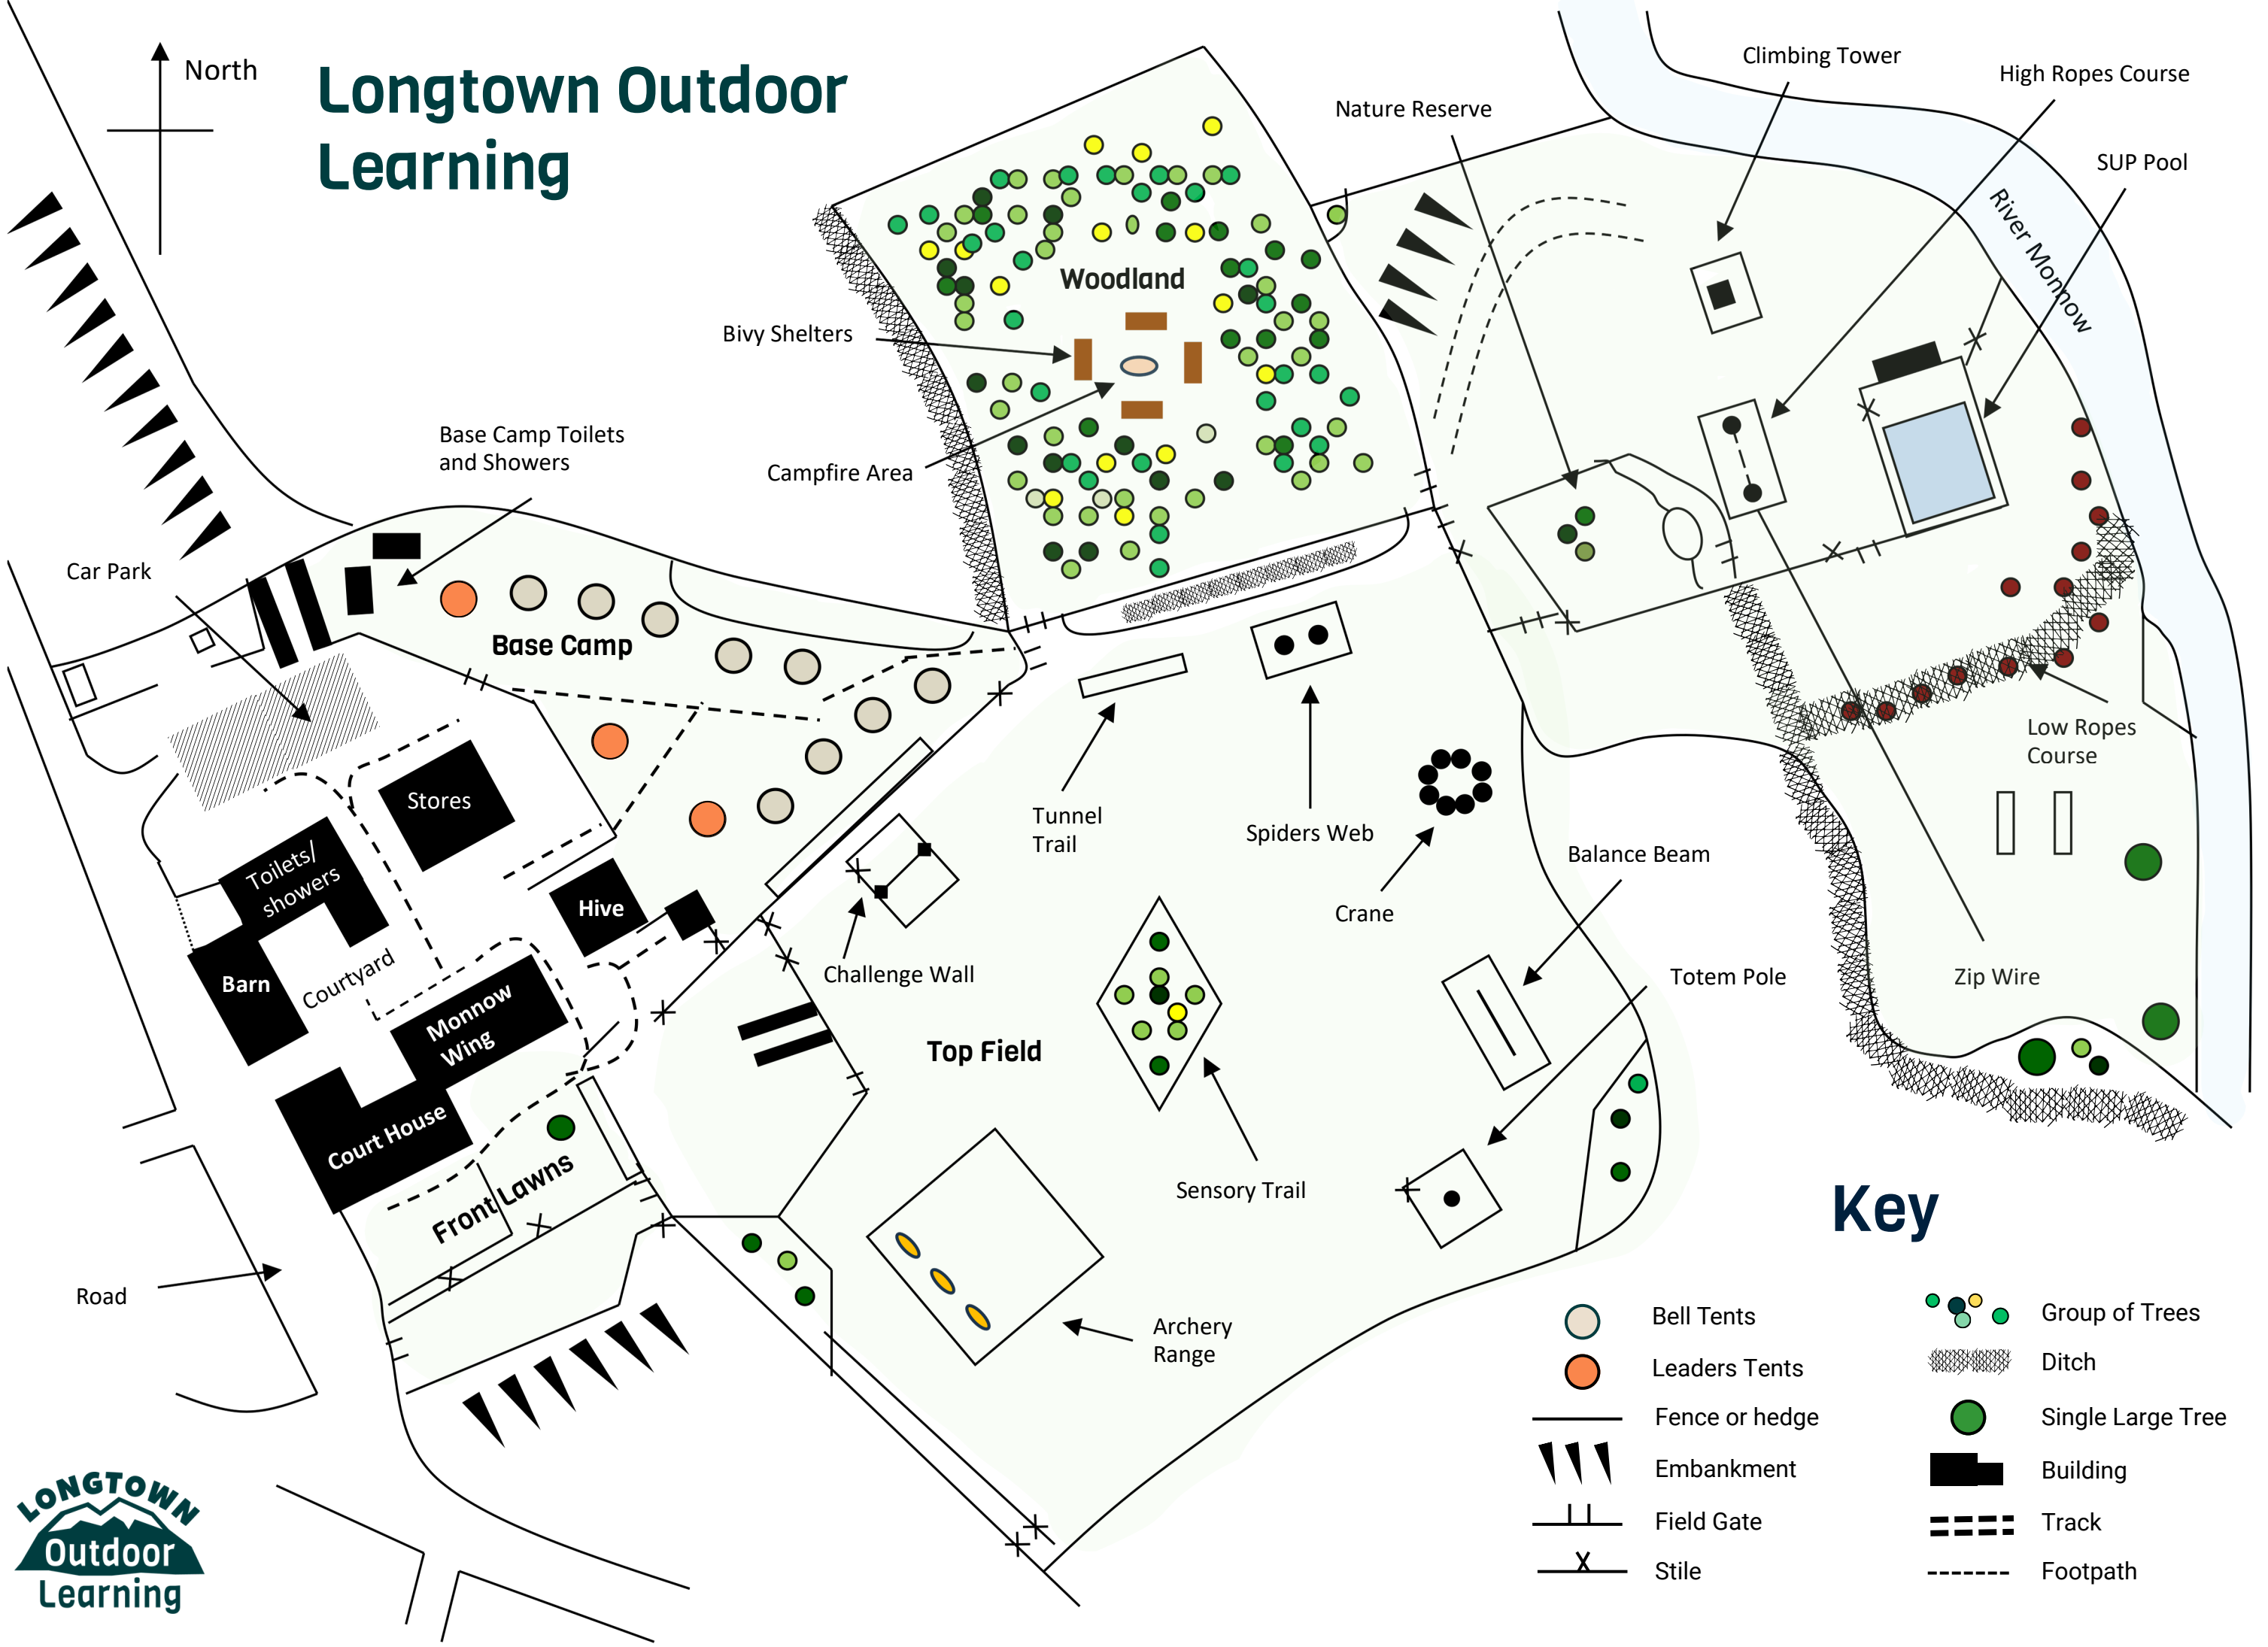 North
Longtown Outdoor
Learning
Climbing Tower
High Ropes Course
Nature Reserve
SUP Pool
River Monnow
Woodland
Bivy Shelters
Campfire Area
Base Camp Toilets
and Showers
Car Park
Base Camp
Stores
Tunnel
Trail
Spiders Web
Crane
Low Ropes
Course
Balance Beam
Toilets/
showers
Hive
Challenge Wall
Barn
Courtyard
Monnow
Wing
Totem Pole
Zip Wire
Top Field
Court House
Front Lawns
Sensory Trail
Road
Archery
Range
Key
Bell Tents
Leaders Tents
Fence or hedge
Embankment
Field Gate
Stile
Group of Trees
Ditch
Single Large Tree
Building
Track
Footpath
LONGTOWN
Outdoor
Learning